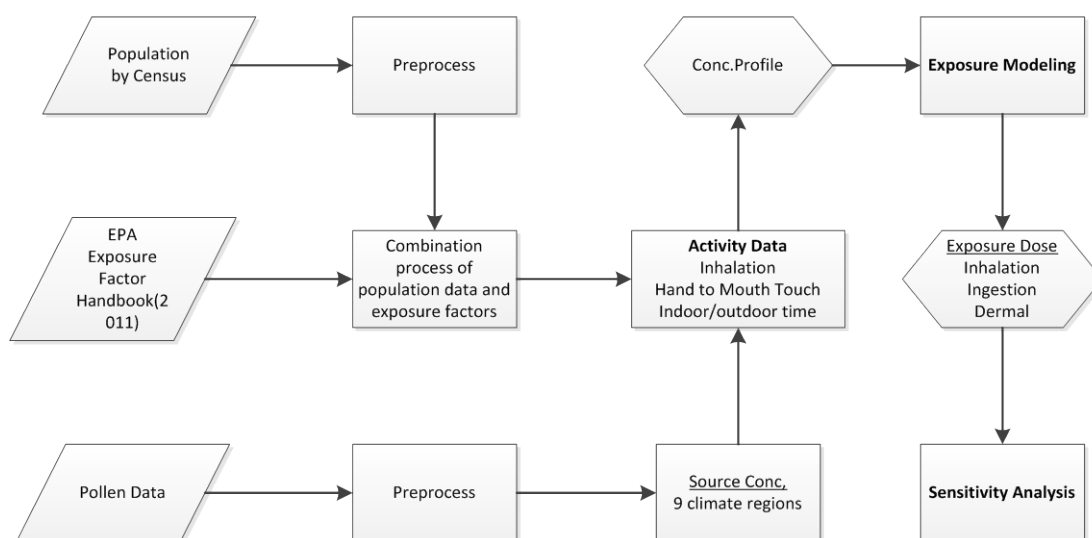 Population
by Census
Preprocess
Conc.Profile
Exposure Modeling
EPA
Exposure
Factor
Handbook(2
011)
Combination
process of
population data and
exposure factors
Activity Data
Inhalation
Hand to Mouth Touch
Indoor/outdoor time
Exposure Dose
Inhalation
Ingestion
Dermal
Pollen Data
Preprocess
Source Conc,
9 climate regions
Sensitivity Analysis